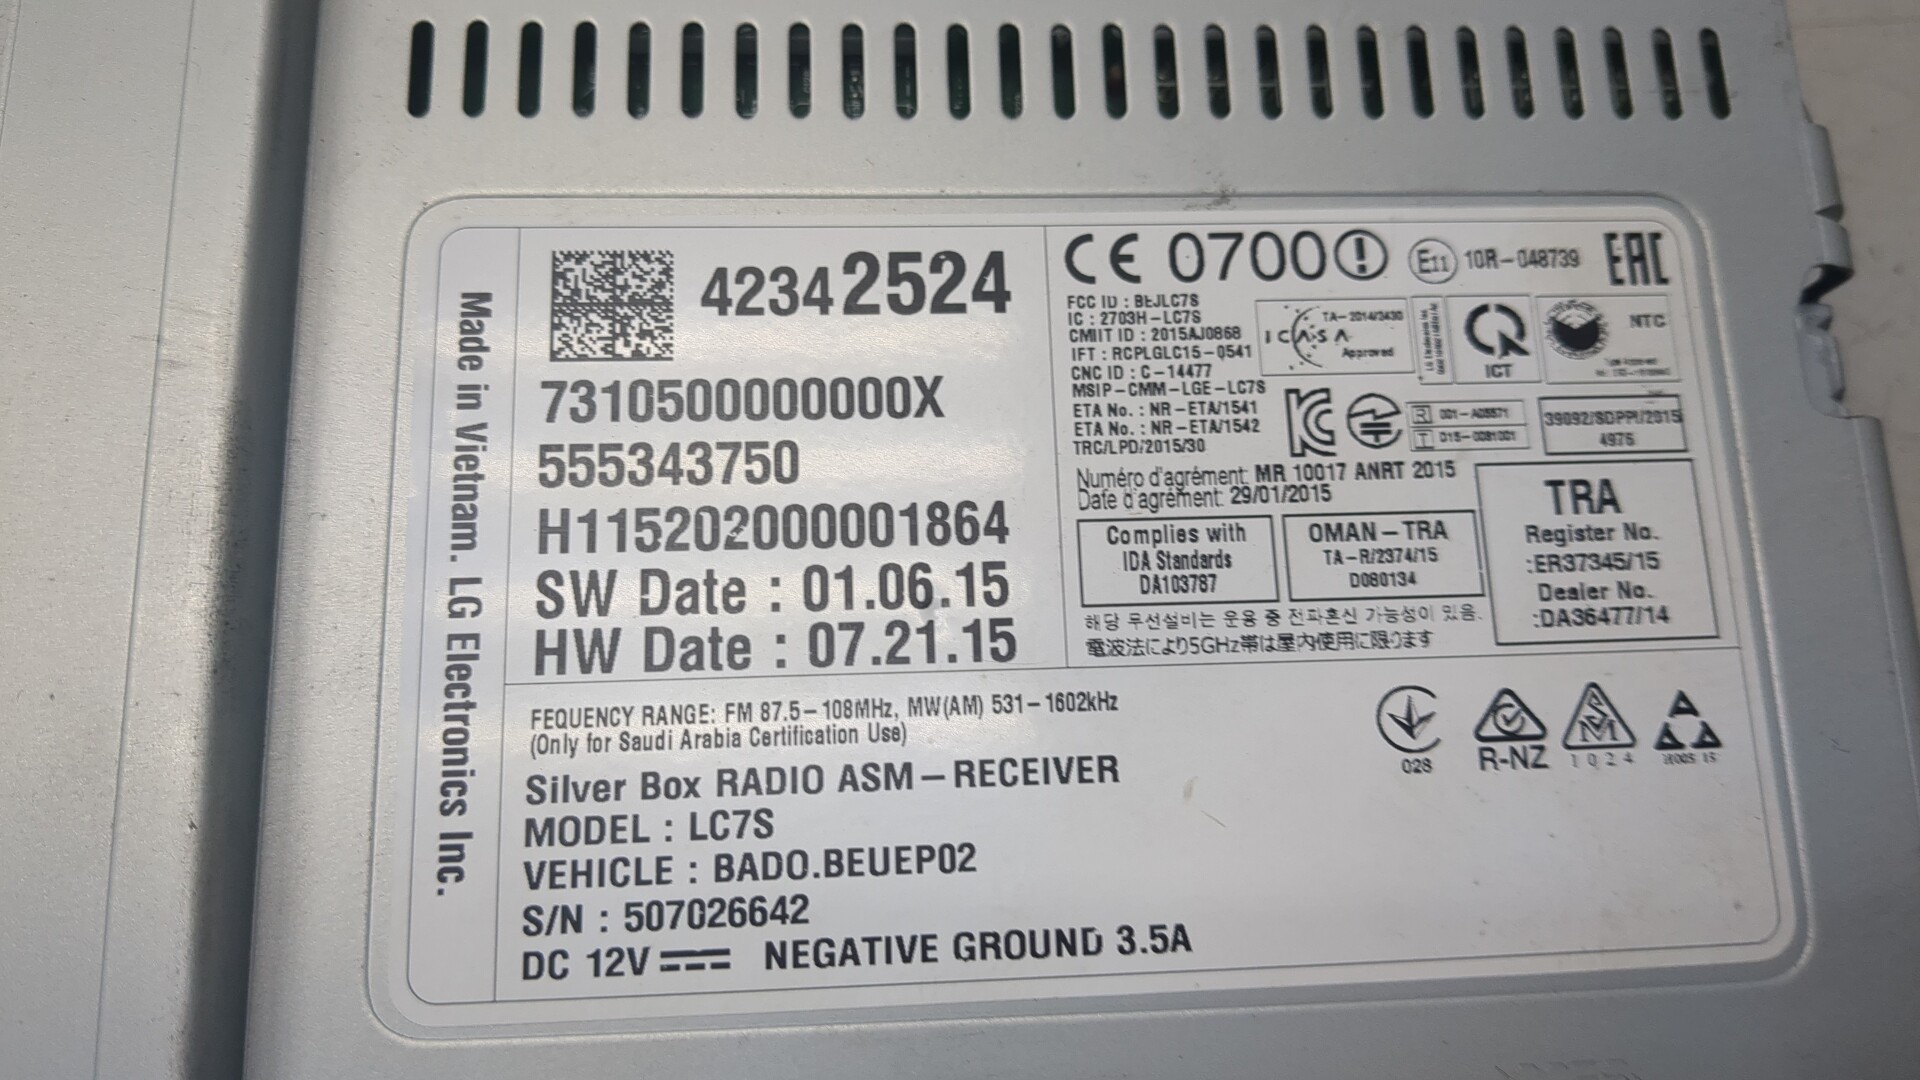 Made in Vietnam. LG Electronics Inc.
42342524
7310500000000X
555343750
H115202000001864
SW Date : 01.06.15
HW Date : 07.21.15
CE 0700
E11 10R-048739
EAC
FCC ID : BEJLC7S
IC : 2703H-LC7S
CMIIT ID : 2015AJ0868
IFT : RCPLGLC15-0541
CNC ID : C-14477
MSIP-CMM-LGE-LC7S
ETA No. : NR-ETA/1541
ETA No. : NR-ETA/1542
TRC/LPD/2015/30
ICASA
TA-2014/2430
Approved
ICT
NTC
R 001-A08571
T D15-0081001
39092/SDPPI/2015
4976
Numéro d'agrément: MR 10017 ANRT 2015
Date d'agrément: 29/01/2015
Complies with
IDA Standards
DA103787
OMAN-TRA
TA-R/2374/15
D080134
TRA
Register No.
:ER37345/15
Dealer No.
:DA36477/14
해당 무선설비는 운용 중 전파혼신 가능성이 있음.
電波法により5GHz帯は屋内使用に限ります
FEQUENCY RANGE: FM 87.5-108MHz, MW(AM) 531-1602kHz
(Only for Saudi Arabia Certification Use)
Silver Box RADIO ASM-RECEIVER
MODEL : LC7S
VEHICLE : BADO.BEUEP02
S/N : 507026642
DC 12V NEGATIVE GROUND 3.5A
028
R-NZ
1024